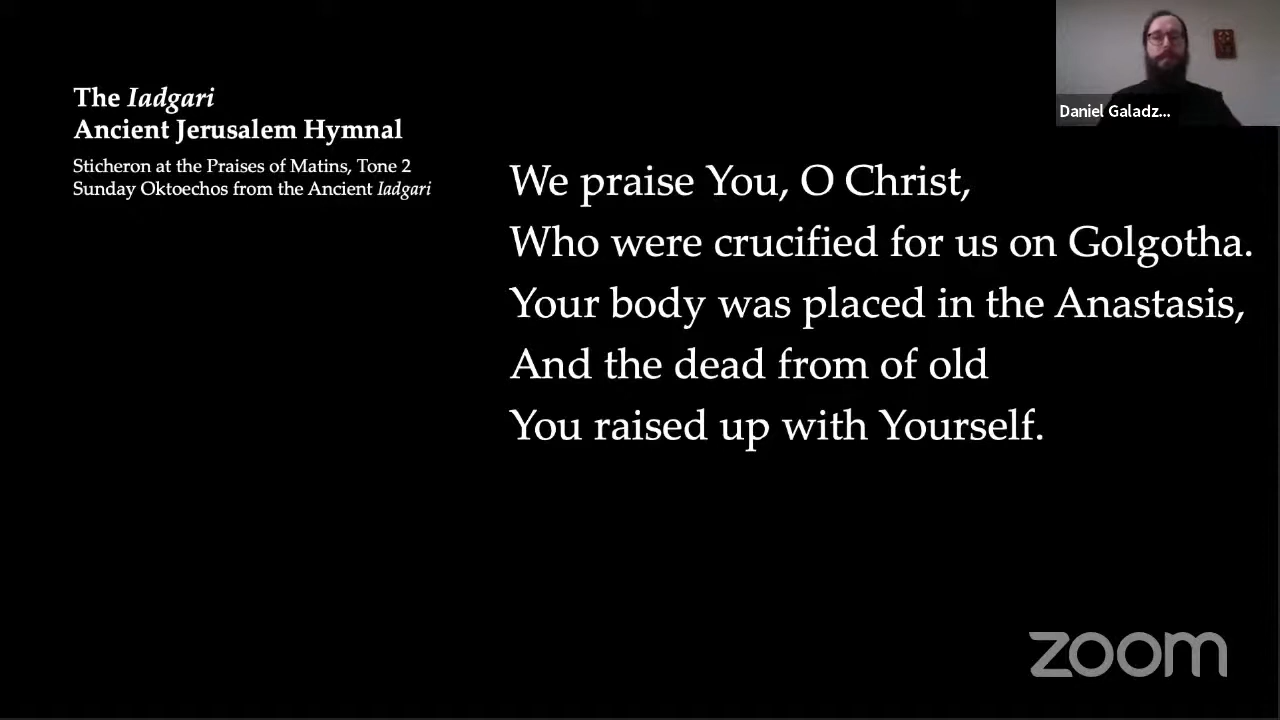 The Iadgari
Ancient Jerusalem Hymnal
Sticheron at the Praises of Matins, Tone 2
Sunday Oktoechos from the Ancient Iadgari
We praise You, O Christ,
Who were crucified for us on Golgotha.
Your body was placed in the Anastasis,
And the dead from of old
You raised up with Yourself.
Daniel Galadz...
zoom